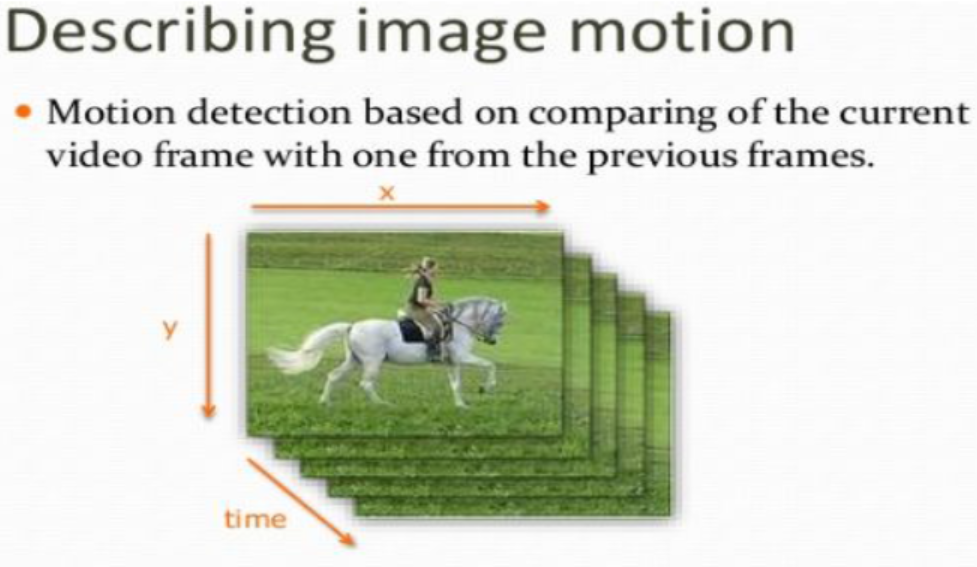 Describing image motion
• Motion detection based on comparing of the current
video frame with one from the previous frames.
x
y
time